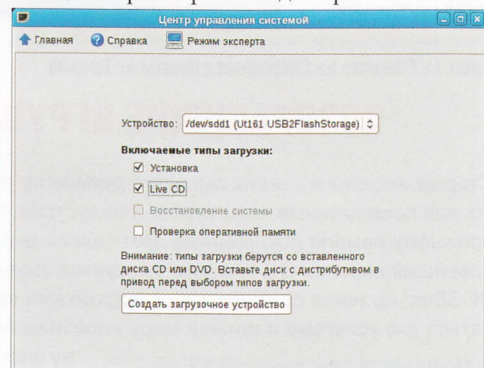 Центр управления системой
Главная Справка Режим эксперта
Устройство: /dev/sdd1 (Ut161 USB2FlashStorage)
Включаемые типы загрузки:
Установка
Live CD
Восстановление системы
Проверка оперативной памяти
Внимание: типы загрузки берутся со вставленного
диска CD или DVD. Вставьте диск с дистрибутивом в
привод перед выбором типов загрузки.
Создать загрузочное устройство